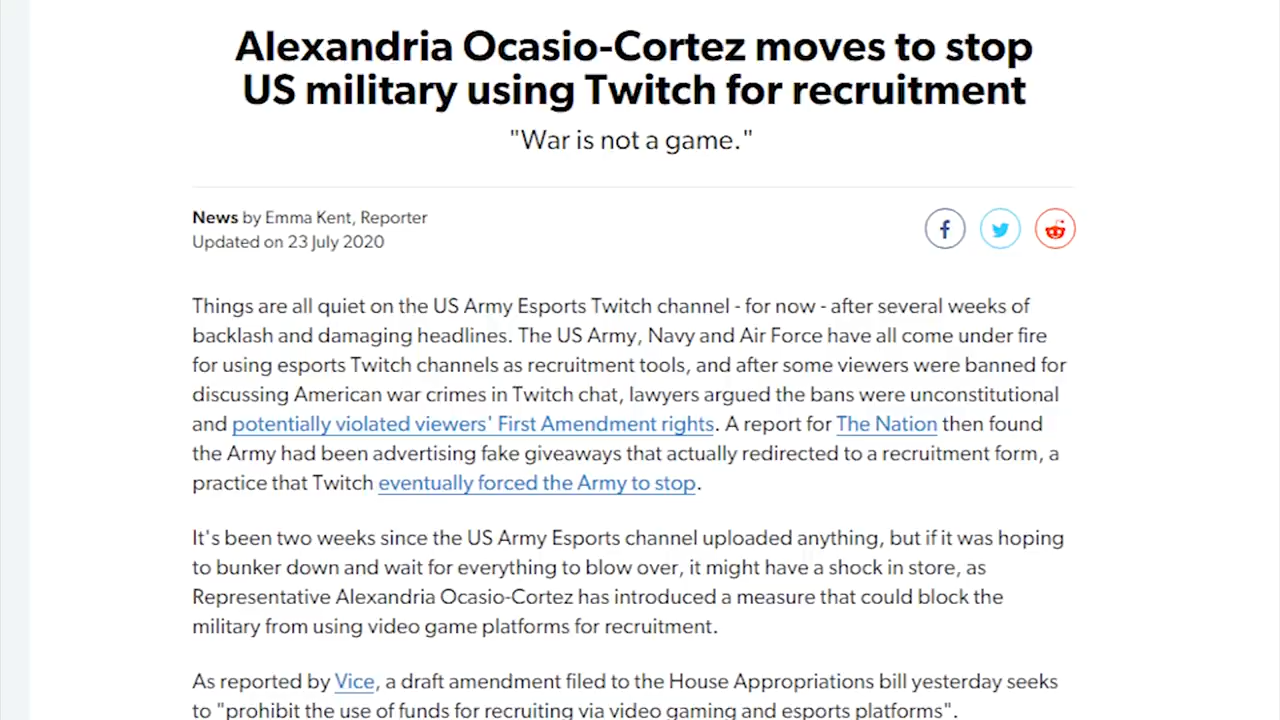 Alexandria Ocasio-Cortez moves to stop
US military using Twitch for recruitment
"War is not a game."
News by Emma Kent, Reporter
Updated on 23 July 2020
Things are all quiet on the US Army Esports Twitch channel - for now - after several weeks of
backlash and damaging headlines. The US Army, Navy and Air Force have all come under fire
for using esports Twitch channels as recruitment tools, and after some viewers were banned for
discussing American war crimes in Twitch chat, lawyers argued the bans were unconstitutional
and potentially violated viewers' First Amendment rights. A report for The Nation then found
the Army had been advertising fake giveaways that actually redirected to a recruitment form, a
practice that Twitch eventually forced the Army to stop.
It's been two weeks since the US Army Esports channel uploaded anything, but if it was hoping
to bunker down and wait for everything to blow over, it might have a shock in store, as
Representative Alexandria Ocasio-Cortez has introduced a measure that could block the
military from using video game platforms for recruitment.
As reported by Vice, a draft amendment filed to the House Appropriations bill yesterday seeks
to "prohibit the use of funds for recruiting via video gaming and esports platforms".